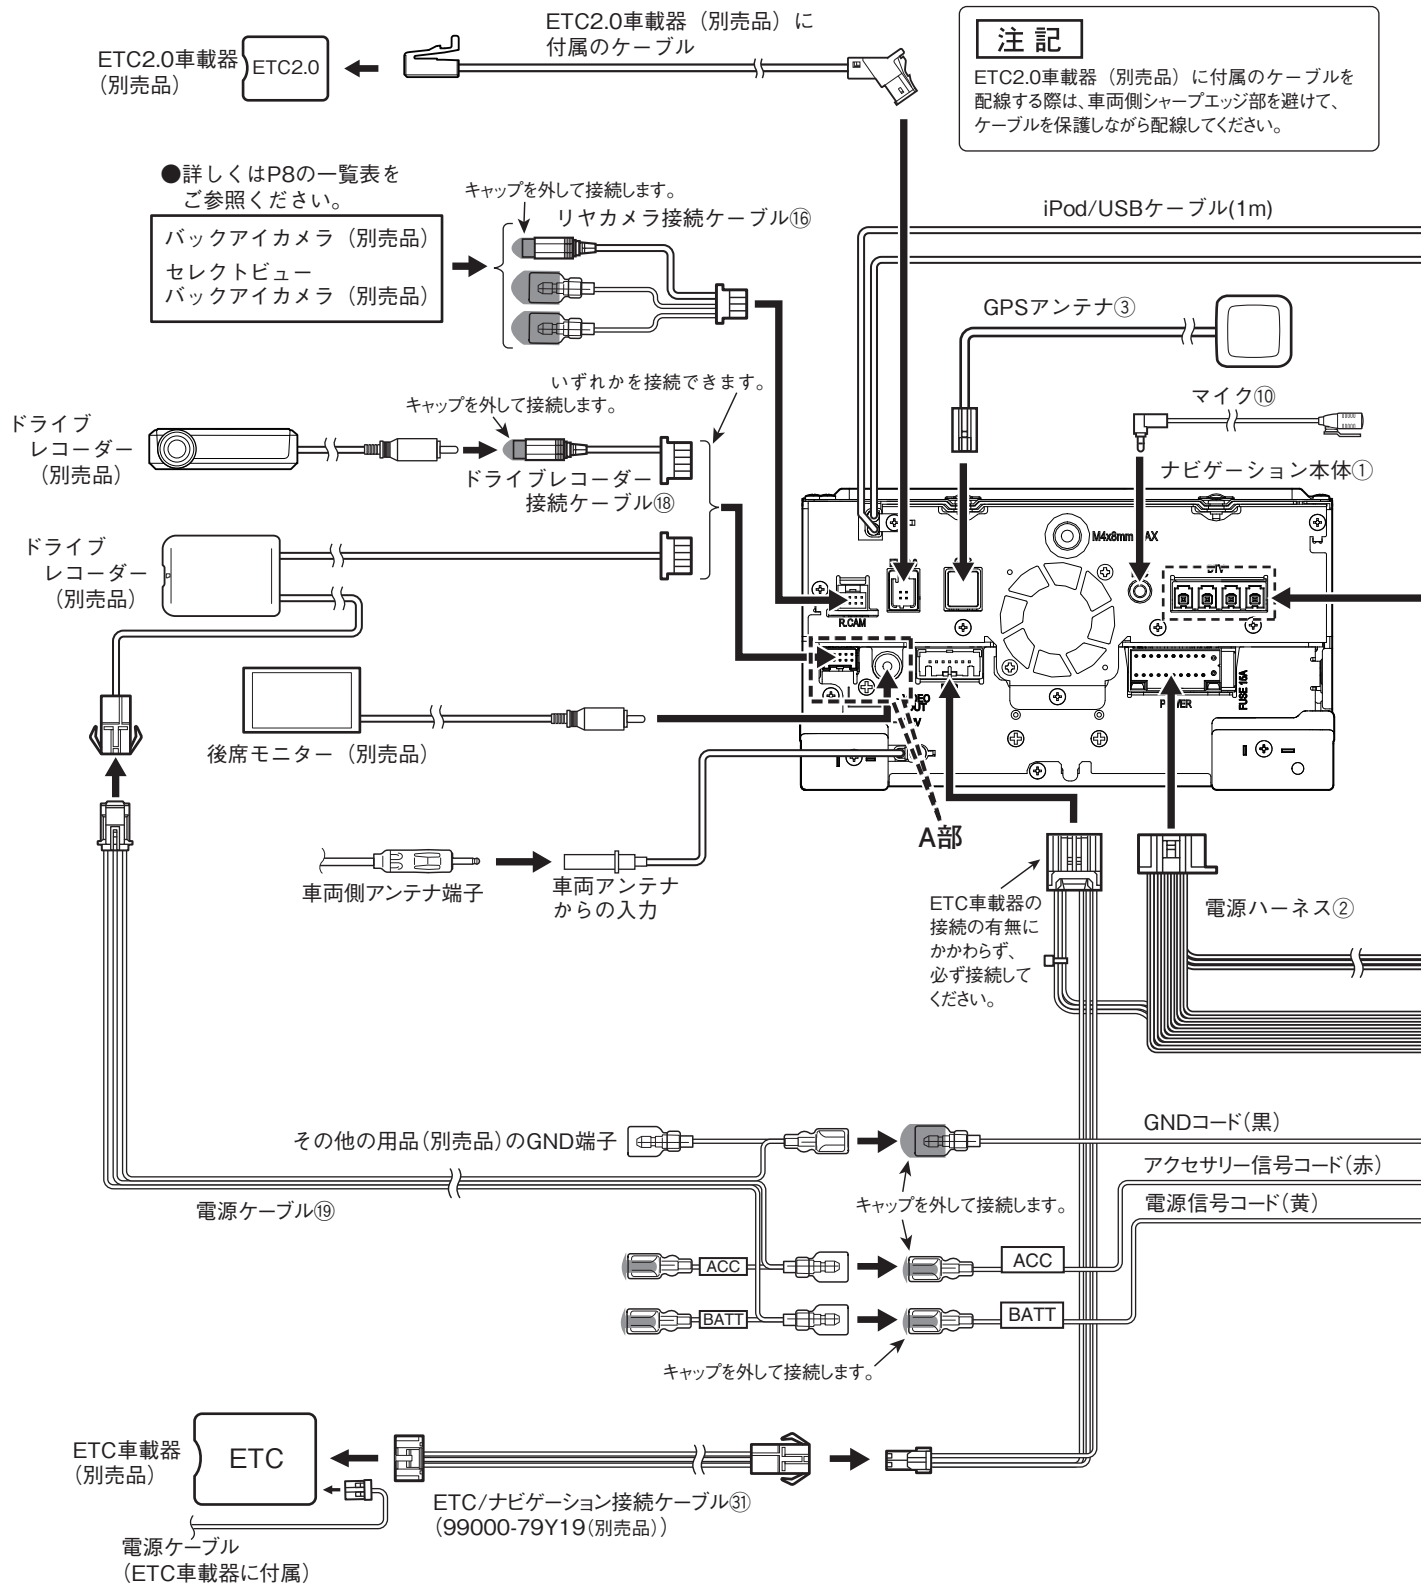 ETC2.0車載器（別売品）に
付属のケーブル
ETC2.0車載器
（別売品）
ETC2.0
注 記
ETC2.0車載器（別売品）に付属のケーブルを
配線する際は、車両側シャープエッジ部を避けて、
ケーブルを保護しながら配線してください。
●詳しくはP8の一覧表を
ご参照ください。
バックアイカメラ（別売品）
セレクトビュー
バックアイカメラ（別売品）
キャップを外して接続します。
リヤカメラ接続ケーブル⑯
iPod/USBケーブル(1m)
GPSアンテナ③
マイク⑩
いずれかを接続できます。
キャップを外して接続します。
ドライブ
レコーダー
（別売品）
ドライブレコーダー
接続ケーブル⑱
ナビゲーション本体①
M4x8mm
AX
DTV
ドライブ
レコーダー
（別売品）
R.CAM
FUSE 15A
後席モニター（別売品）
A部
車両側アンテナ端子
車両アンテナ
からの入力
ETC車載器の
接続の有無に
かかわらず、
必ず接続して
ください。
電源ハーネス②
その他の用品（別売品）のGND端子
GNDコード（黒）
アクセサリー信号コード（赤）
電源信号コード（黄）
電源ケーブル⑲
キャップを外して接続します。
ACC
ACC
BATT
BATT
キャップを外して接続します。
ETC車載器
（別売品）
ETC
ETC/ナビゲーション接続ケーブル㉛
（99000-79Y19（別売品））
電源ケーブル
（ETC車載器に付属）